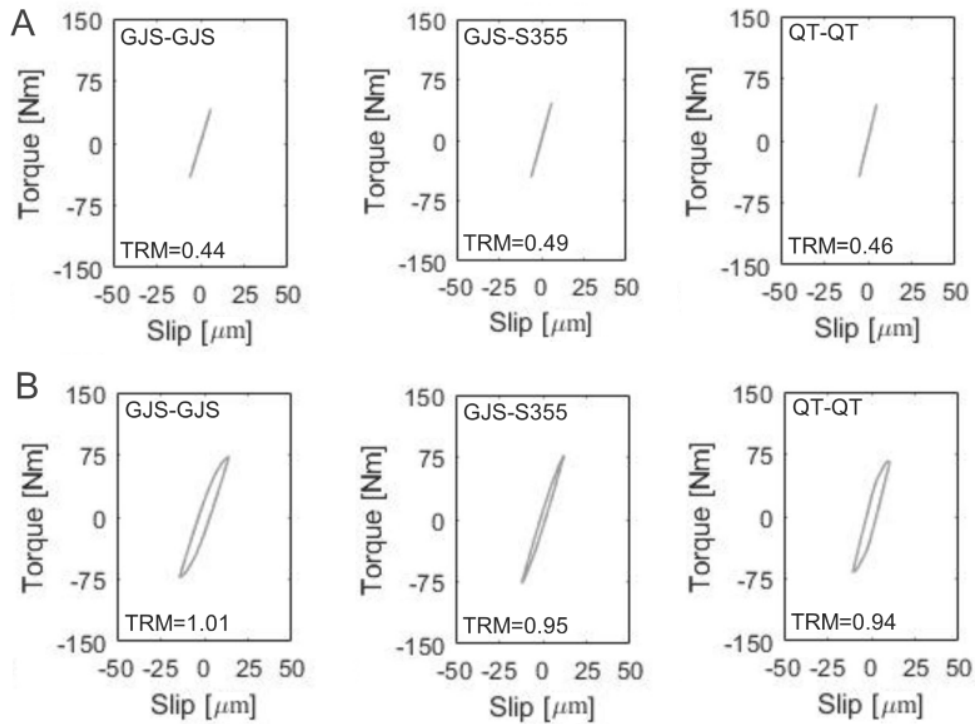 A
GJS-GJS
Torque [Nm]
150
75
0
-75
-150
TRM=0.44
-50 -25 0 25 50
Slip [μm]
GJS-S355
Torque [Nm]
150
75
0
-75
-150
TRM=0.49
-50 -25 0 25 50
Slip [μm]
QT-QT
Torque [Nm]
150
75
0
-75
-150
TRM=0.46
-50 -25 0 25 50
Slip [μm]
B
GJS-GJS
Torque [Nm]
150
75
0
-75
-150
TRM=1.01
-50 -25 0 25 50
Slip [μm]
GJS-S355
Torque [Nm]
150
75
0
-75
-150
TRM=0.95
-50 -25 0 25 50
Slip [μm]
QT-QT
Torque [Nm]
150
75
0
-75
-150
TRM=0.94
-50 -25 0 25 50
Slip [μm]